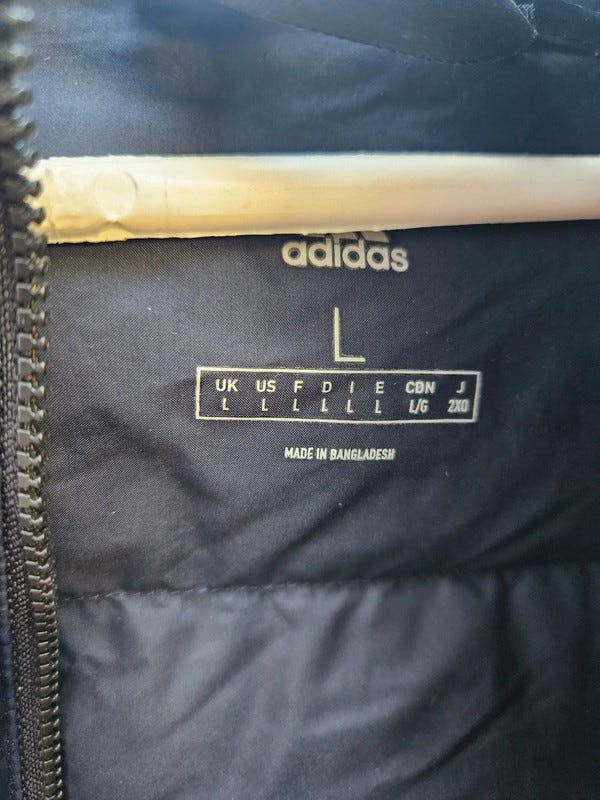 adidas
L
UK US F D I E CDN J
L L L L L L L/G 2XO
MADE IN BANGLADESH